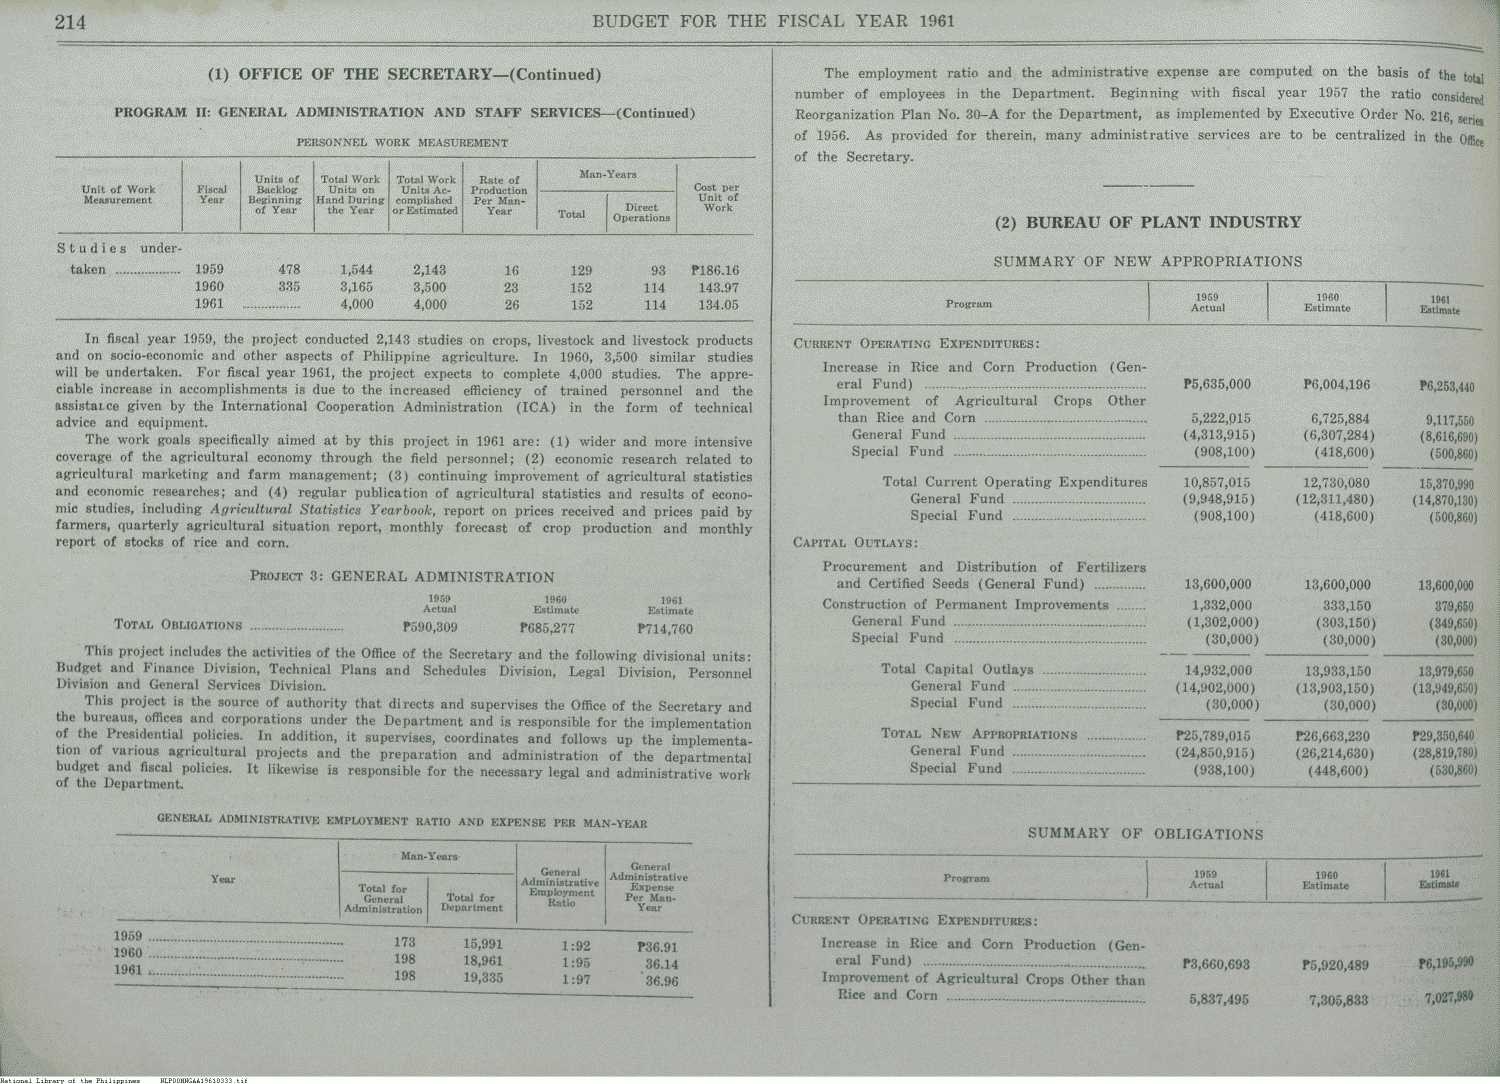 214
BUDGET FOR THE FISCAL YEAR 1961
(1) OFFICE OF THE SECRETARY—(Continued)
PROGRAM II: GENERAL ADMINISTRATION AND STAFF SERVICES—(Continued)
PERSONNEL WORK MEASUREMENT
Unit of Work Measurement | Fiscal Year | Units of Backlog Beginning of Year | Total Work Units on Hand During the Year | Total Work Units Accomplished or Estimated | Rate of Production Per Man-Year | Man-Years Total | Direct Operations | Cost per Unit of Work
Studies under-
taken .................. 1959 478 1,544 2,143 16 129 93 ₱186.16
1960 335 3,165 3,500 23 152 114 143.97
1961 ................ 4,000 4,000 26 152 114 134.05
In fiscal year 1959, the project conducted 2,143 studies on crops, livestock and livestock products
and on socio-economic and other aspects of Philippine agriculture. In 1960, 3,500 similar studies
will be undertaken. For fiscal year 1961, the project expects to complete 4,000 studies. The appre-
ciable increase in accomplishments is due to the increased efficiency of trained personnel and the
assistance given by the International Cooperation Administration (ICA) in the form of technical
advice and equipment.
The work goals specifically aimed at by this project in 1961 are: (1) wider and more intensive
coverage of the agricultural economy through the field personnel; (2) economic research related to
agricultural marketing and farm management; (3) continuing improvement of agricultural statistics
and economic researches; and (4) regular publication of agricultural statistics and results of econo-
mic studies, including Agricultural Statistics Yearbook, report on prices received and prices paid by
farmers, quarterly agricultural situation report, monthly forecast of crop production and monthly
report of stocks of rice and corn.
PROJECT 3: GENERAL ADMINISTRATION
1959 Actual 1960 Estimate 1961 Estimate
TOTAL OBLIGATIONS ........................ ₱590,309 ₱685,277 ₱714,760
This project includes the activities of the Office of the Secretary and the following divisional units:
Budget and Finance Division, Technical Plans and Schedules Division, Legal Division, Personnel
Division and General Services Division.
This project is the source of authority that directs and supervises the Office of the Secretary and
the bureaus, offices and corporations under the Department and is responsible for the implementation
of the Presidential policies. In addition, it supervises, coordinates and follows up the implementa-
tion of various agricultural projects and the preparation and administration of the departmental
budget and fiscal policies. It likewise is responsible for the necessary legal and administrative work
of the Department.
GENERAL ADMINISTRATIVE EMPLOYMENT RATIO AND EXPENSE PER MAN-YEAR
Year | Man-Years Total for General Administration | Total for Department | General Administrative Employment Ratio | General Administrative Expense Per Man-Year
1959 .................... 173 15,991 1:92 ₱36.91
1960 .................... 198 18,961 1:95 36.14
1961 .................... 198 19,335 1:97 36.96
The employment ratio and the administrative expense are computed on the basis of the total
number of employees in the Department. Beginning with fiscal year 1957 the ratio considered
Reorganization Plan No. 30-A for the Department, as implemented by Executive Order No. 216, series
of 1956. As provided for therein, many administrative services are to be centralized in the Office
of the Secretary.
(2) BUREAU OF PLANT INDUSTRY
SUMMARY OF NEW APPROPRIATIONS
Program 1959 Actual 1960 Estimate 1961 Estimate
CURRENT OPERATING EXPENDITURES:
Increase in Rice and Corn Production (Gen-
eral Fund) .................... ₱5,635,000 ₱6,004,196 ₱6,253,440
Improvement of Agricultural Crops Other
than Rice and Corn .................... 5,222,015 6,725,884 9,117,550
General Fund .................... (4,313,915) (6,307,284) (8,616,690)
Special Fund .................... (908,100) (418,600) (500,860)
Total Current Operating Expenditures 10,857,015 12,730,080 15,370,990
General Fund .................... (9,948,915) (12,311,480) (14,870,130)
Special Fund .................... (908,100) (418,600) (500,860)
CAPITAL OUTLAYS:
Procurement and Distribution of Fertilizers
and Certified Seeds (General Fund) ............. 13,600,000 13,600,000 13,600,000
Construction of Permanent Improvements ........ 1,332,000 333,150 379,650
General Fund .................... (1,302,000) (303,150) (349,650)
Special Fund .................... (30,000) (30,000) (30,000)
Total Capital Outlays .................... 14,932,000 13,933,150 13,979,650
General Fund .................... (14,902,000) (13,903,150) (13,949,650)
Special Fund .................... (30,000) (30,000) (30,000)
TOTAL NEW APPROPRIATIONS ............... ₱25,789,015 ₱26,663,230 ₱29,350,640
General Fund .................... (24,850,915) (26,214,630) (28,819,780)
Special Fund .................... (938,100) (448,600) (530,860)
SUMMARY OF OBLIGATIONS
Program 1959 Actual 1960 Estimate 1961 Estimate
CURRENT OPERATING EXPENDITURES:
Increase in Rice and Corn Production (Gen-
eral Fund) .................... ₱3,660,693 ₱5,920,489 ₱6,195,990
Improvement of Agricultural Crops Other than
Rice and Corn .................... 5,837,495 7,305,833 7,027,980
National Library of the Philippines NLPDOMNGAA19610333.tif